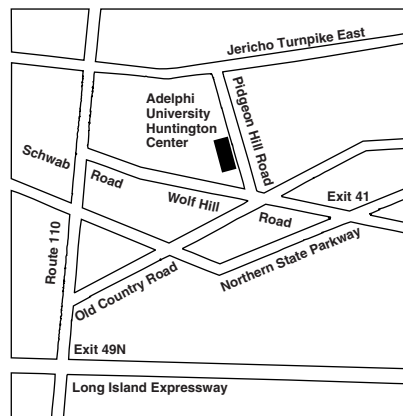 Jericho Turnpike East
Adelphi
University
Huntington
Center
Pidgeon Hill Road
Schwab
Road
Wolf Hill
Road
Exit 41
Route 110
Old Country Road
Northern State Parkway
Exit 49N
Long Island Expressway